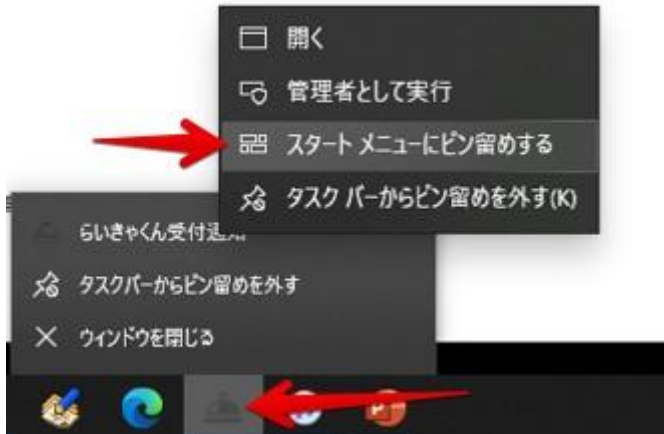 開く
管理者として実行
スタート メニューにピン留めする
タスク バーからピン留めを外す(K)
らいきゃくん受付通知
タスクバーからピン留めを外す
ウィンドウを閉じる